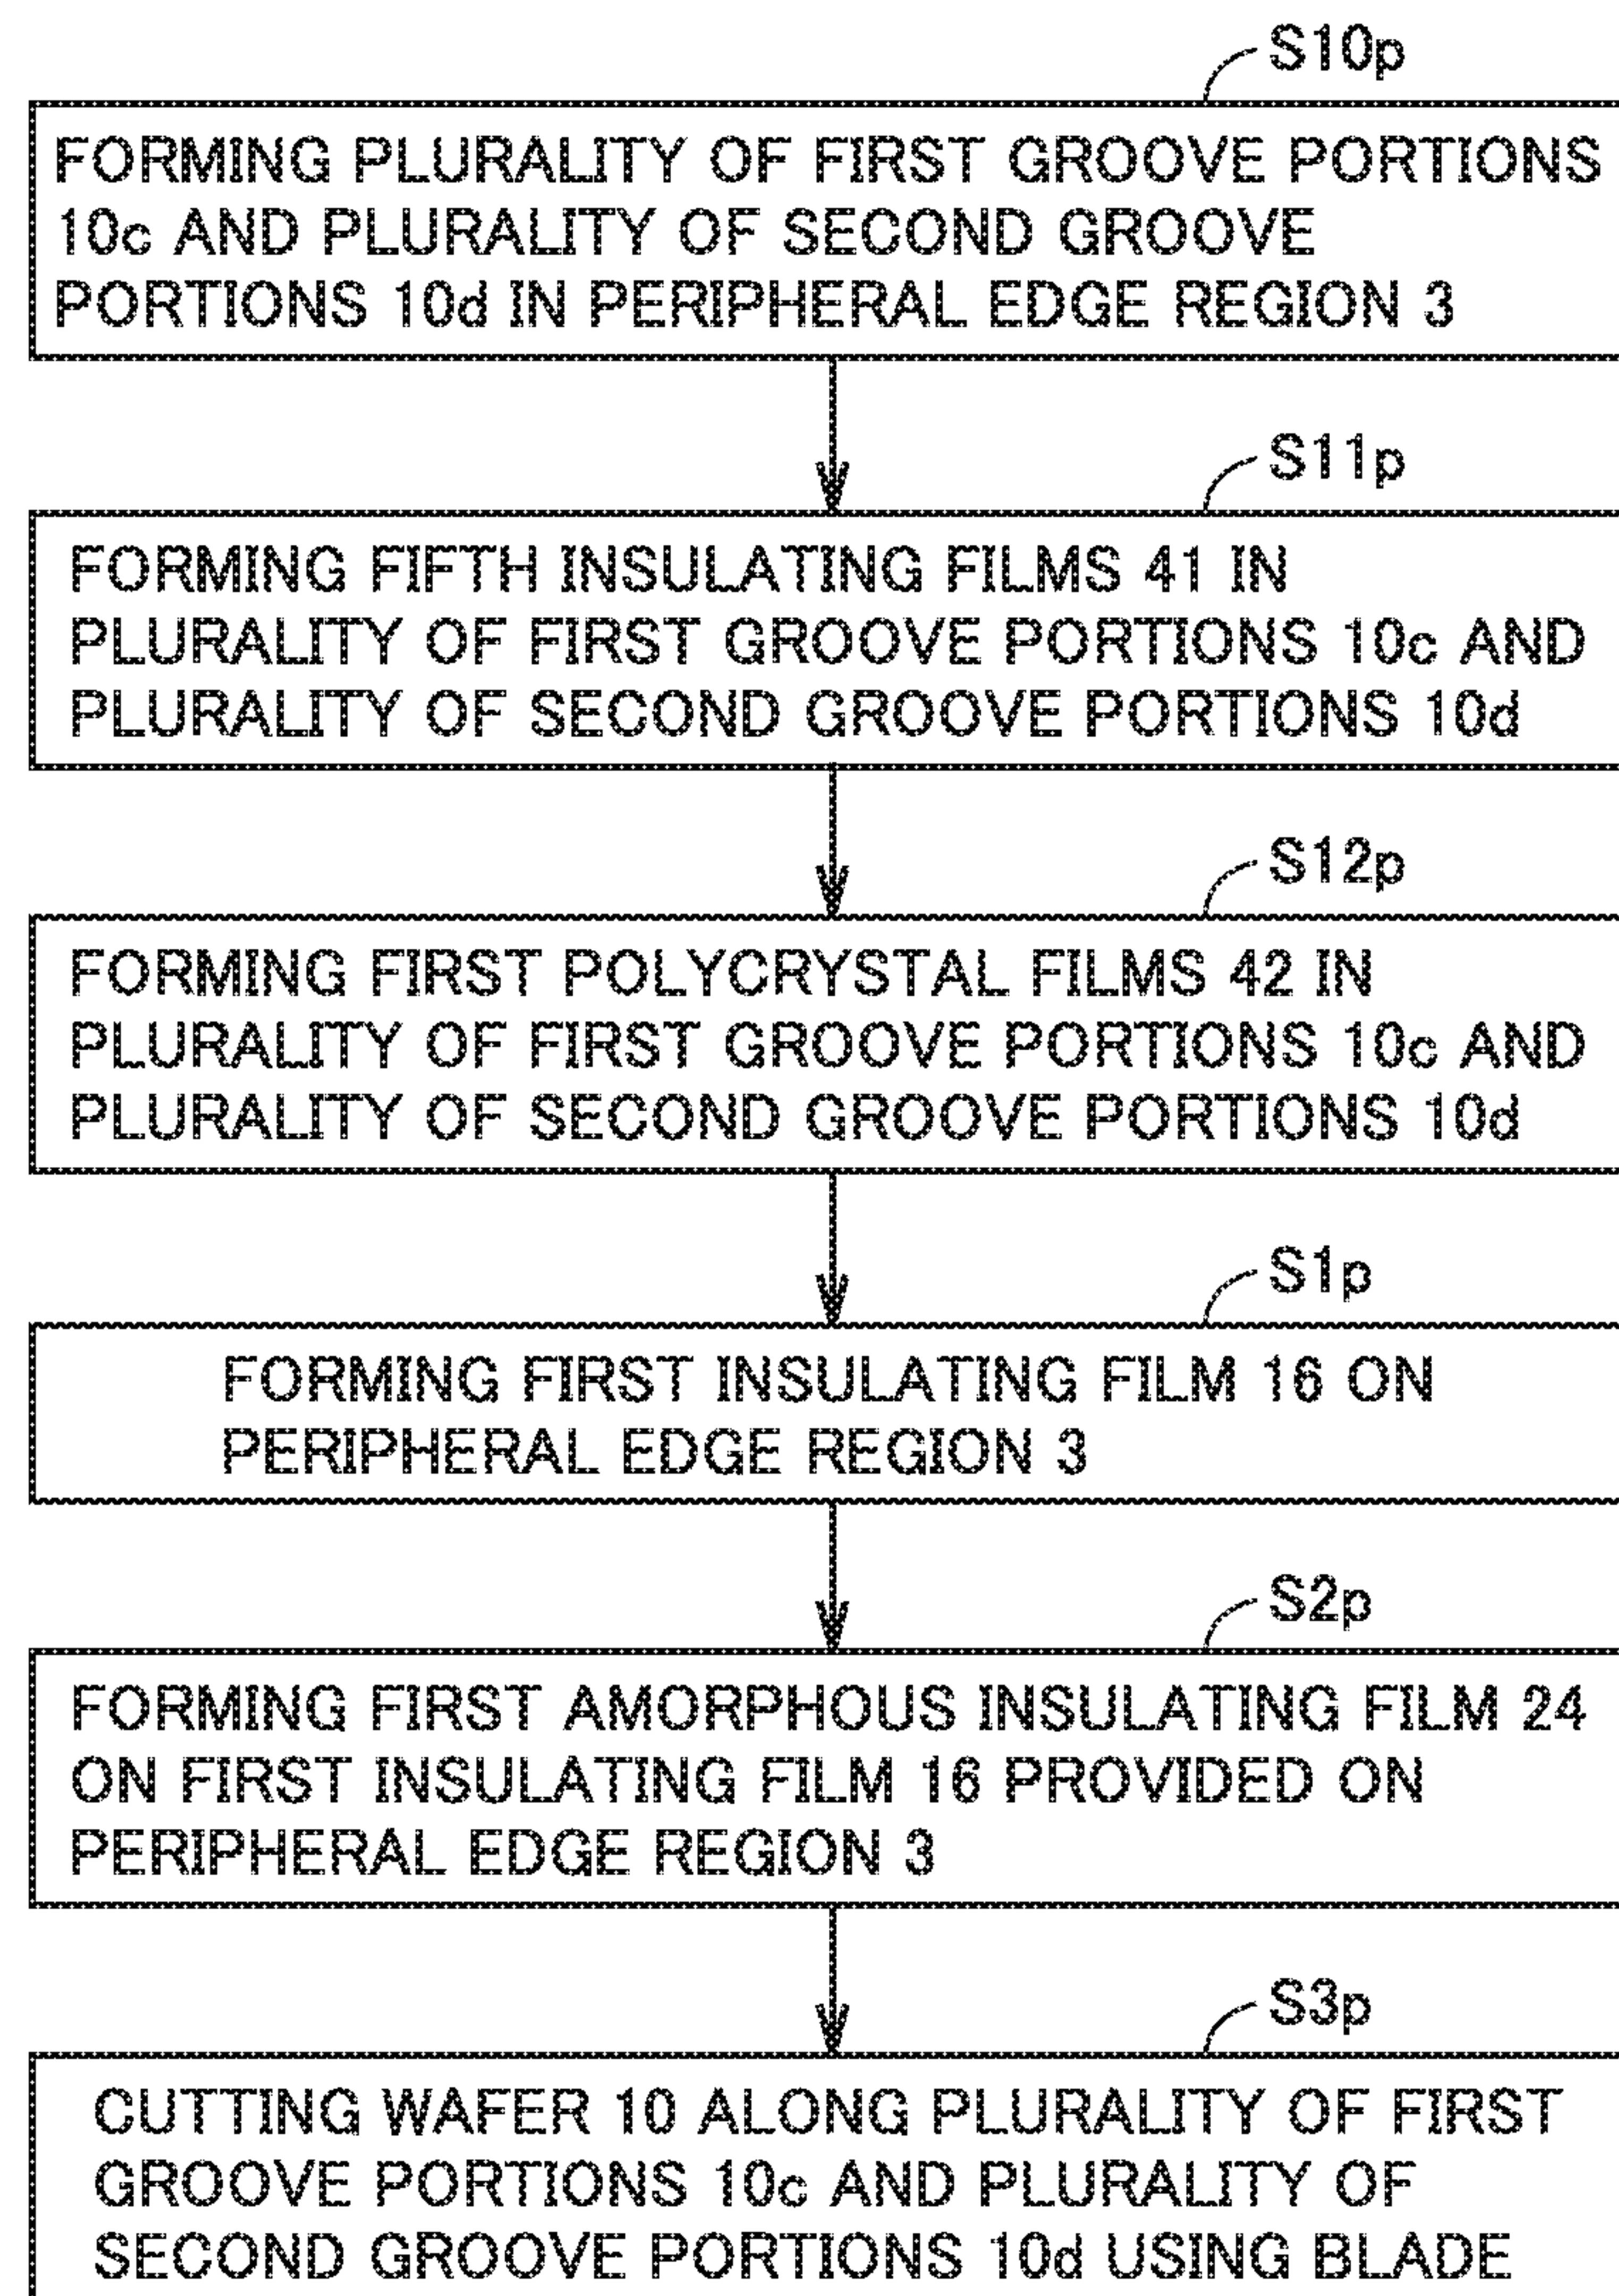 S10p
FORMING PLURALITY OF FIRST GROOVE PORTIONS
10c AND PLURALITY OF SECOND GROOVE
PORTIONS 10d IN PERIPHERAL EDGE REGION 3
S11p
FORMING FIFTH INSULATING FILMS 41 IN
PLURALITY OF FIRST GROOVE PORTIONS 10c AND
PLURALITY OF SECOND GROOVE PORTIONS 10d
S12p
FORMING FIRST POLYCRYSTAL FILMS 42 IN
PLURALITY OF FIRST GROOVE PORTIONS 10c AND
PLURALITY OF SECOND GROOVE PORTIONS 10d
S1p
FORMING FIRST INSULATING FILM 16 ON
PERIPHERAL EDGE REGION 3
S2p
FORMING FIRST AMORPHOUS INSULATING FILM 24
ON FIRST INSULATING FILM 16 PROVIDED ON
PERIPHERAL EDGE REGION 3
S3p
CUTTING WAFER 10 ALONG PLURALITY OF FIRST
GROOVE PORTIONS 10c AND PLURALITY OF
SECOND GROOVE PORTIONS 10d USING BLADE